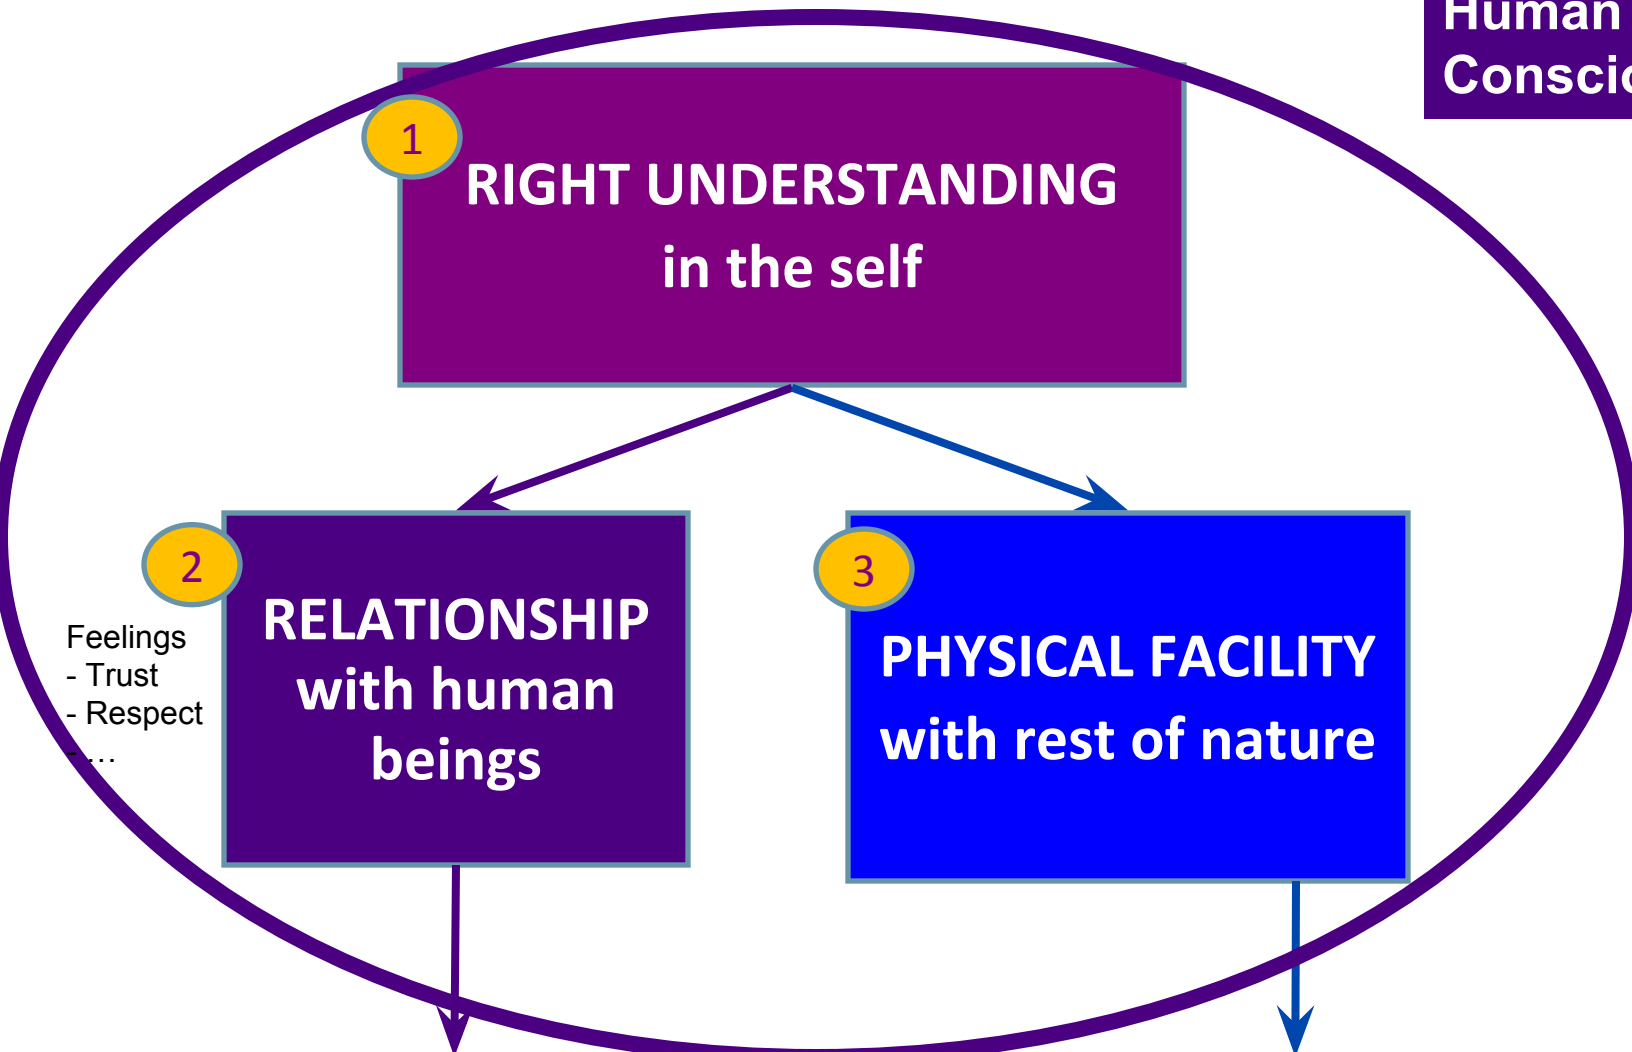 Human
1
RIGHT UNDERSTANDING
in the self
2
RELATIONSHIP
with human
beings
Feelings
- Trust
- Respect
- ...
3
PHYSICAL FACILITY
with rest of nature